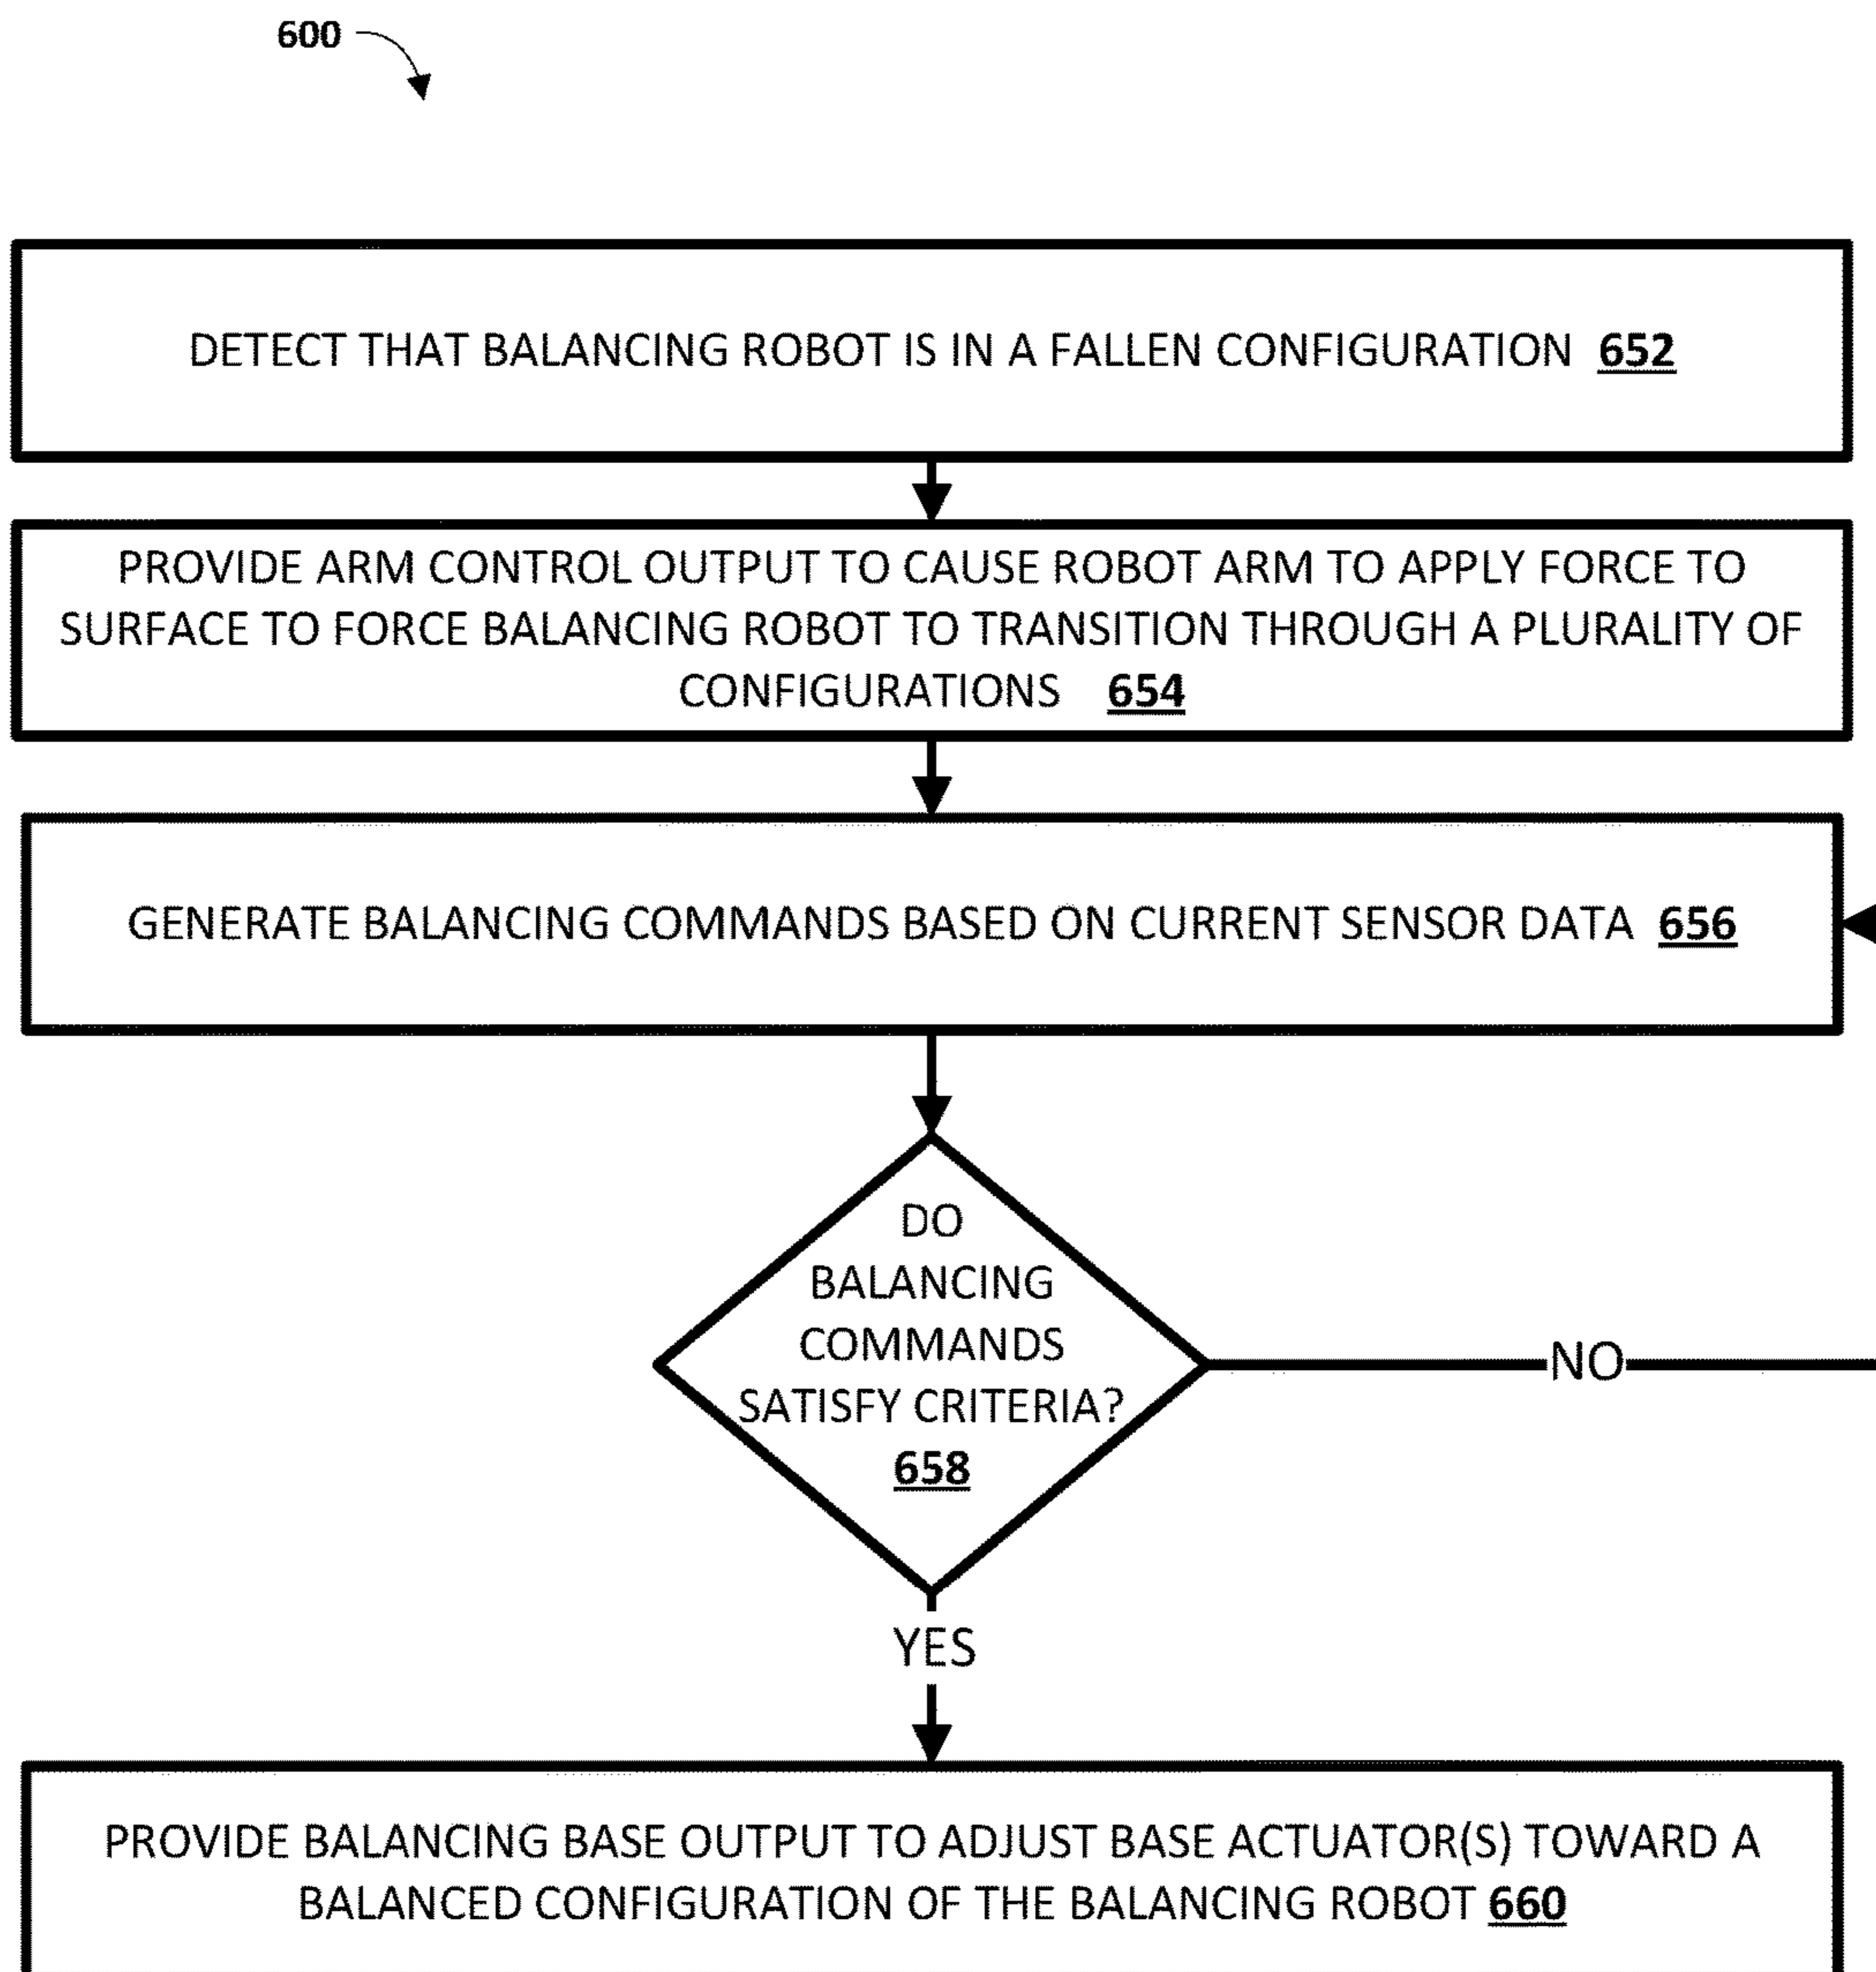 600
DETECT THAT BALANCING ROBOT IS IN A FALLEN CONFIGURATION 652
PROVIDE ARM CONTROL OUTPUT TO CAUSE ROBOT ARM TO APPLY FORCE TO
SURFACE TO FORCE BALANCING ROBOT TO TRANSITION THROUGH A PLURALITY OF
CONFIGURATIONS 654
GENERATE BALANCING COMMANDS BASED ON CURRENT SENSOR DATA 656
DO
BALANCING
COMMANDS
SATISFY CRITERIA?
658
NO
YES
PROVIDE BALANCING BASE OUTPUT TO ADJUST BASE ACTUATOR(S) TOWARD A
BALANCED CONFIGURATION OF THE BALANCING ROBOT 660